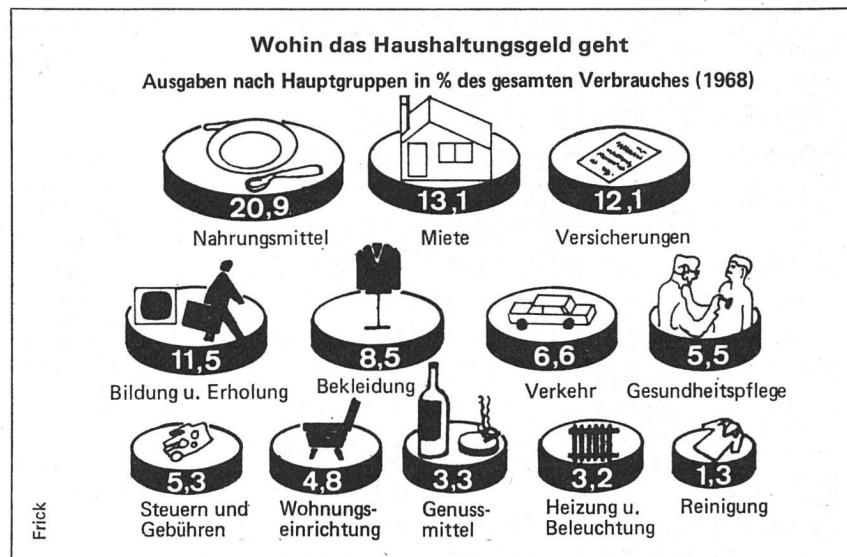 Wohin das Haushaltungsgeld geht
Ausgaben nach Hauptgruppen in % des gesamten Verbrauches (1968)
20,9
Nahrungsmittel
13,1
Miete
12,1
Versicherungen
11,5
Bildung u. Erholung
8,5
Bekleidung
6,6
Verkehr
5,5
Gesundheitspflege
5,3
Steuern und
Gebühren
4,8
Wohnungs-
einrichtung
3,3
Genuss-
mittel
3,2
Heizung u.
Beleuchtung
1,3
Reinigung
Frick